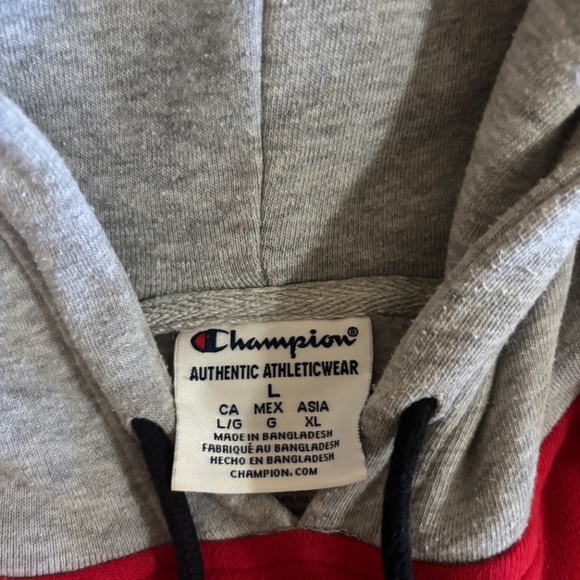 Champion®
AUTHENTIC ATHLETICWEAR
L
CA MEX ASIA
L/G G XL
MADE IN BANGLADESH
FABRIQUÉ AU BANGLADESH
HECHO EN BANGLADESH
CHAMPION.COM